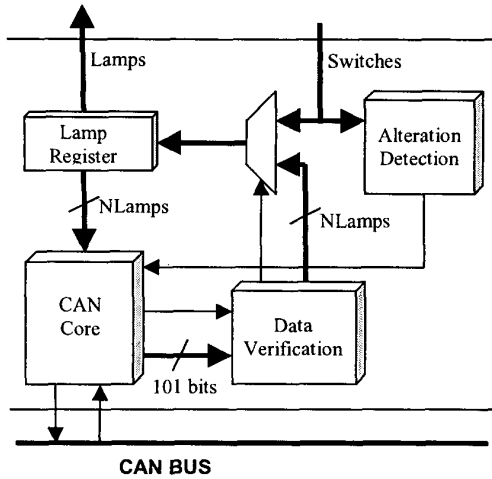 Lamps
Switches
Lamp
Register
Alteration
Detection
NLamps
NLamps
CAN
Core
Data
Verification
101 bits
CAN BUS